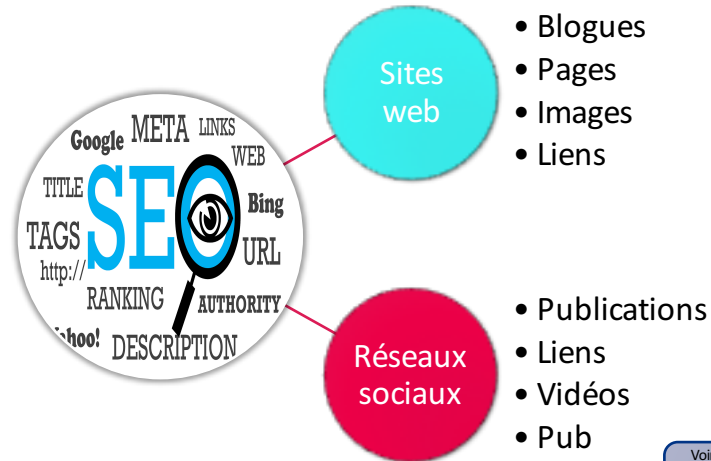 Google META LINKS
WEB
TITLE SEO Bing
TAGS URL
http://
RANKING AUTHORITY
DESCRIPTION
Sites
web
• Blogues
• Pages
• Images
• Liens
Réseaux
sociaux
• Publications
• Liens
• Vidéos
• Pub